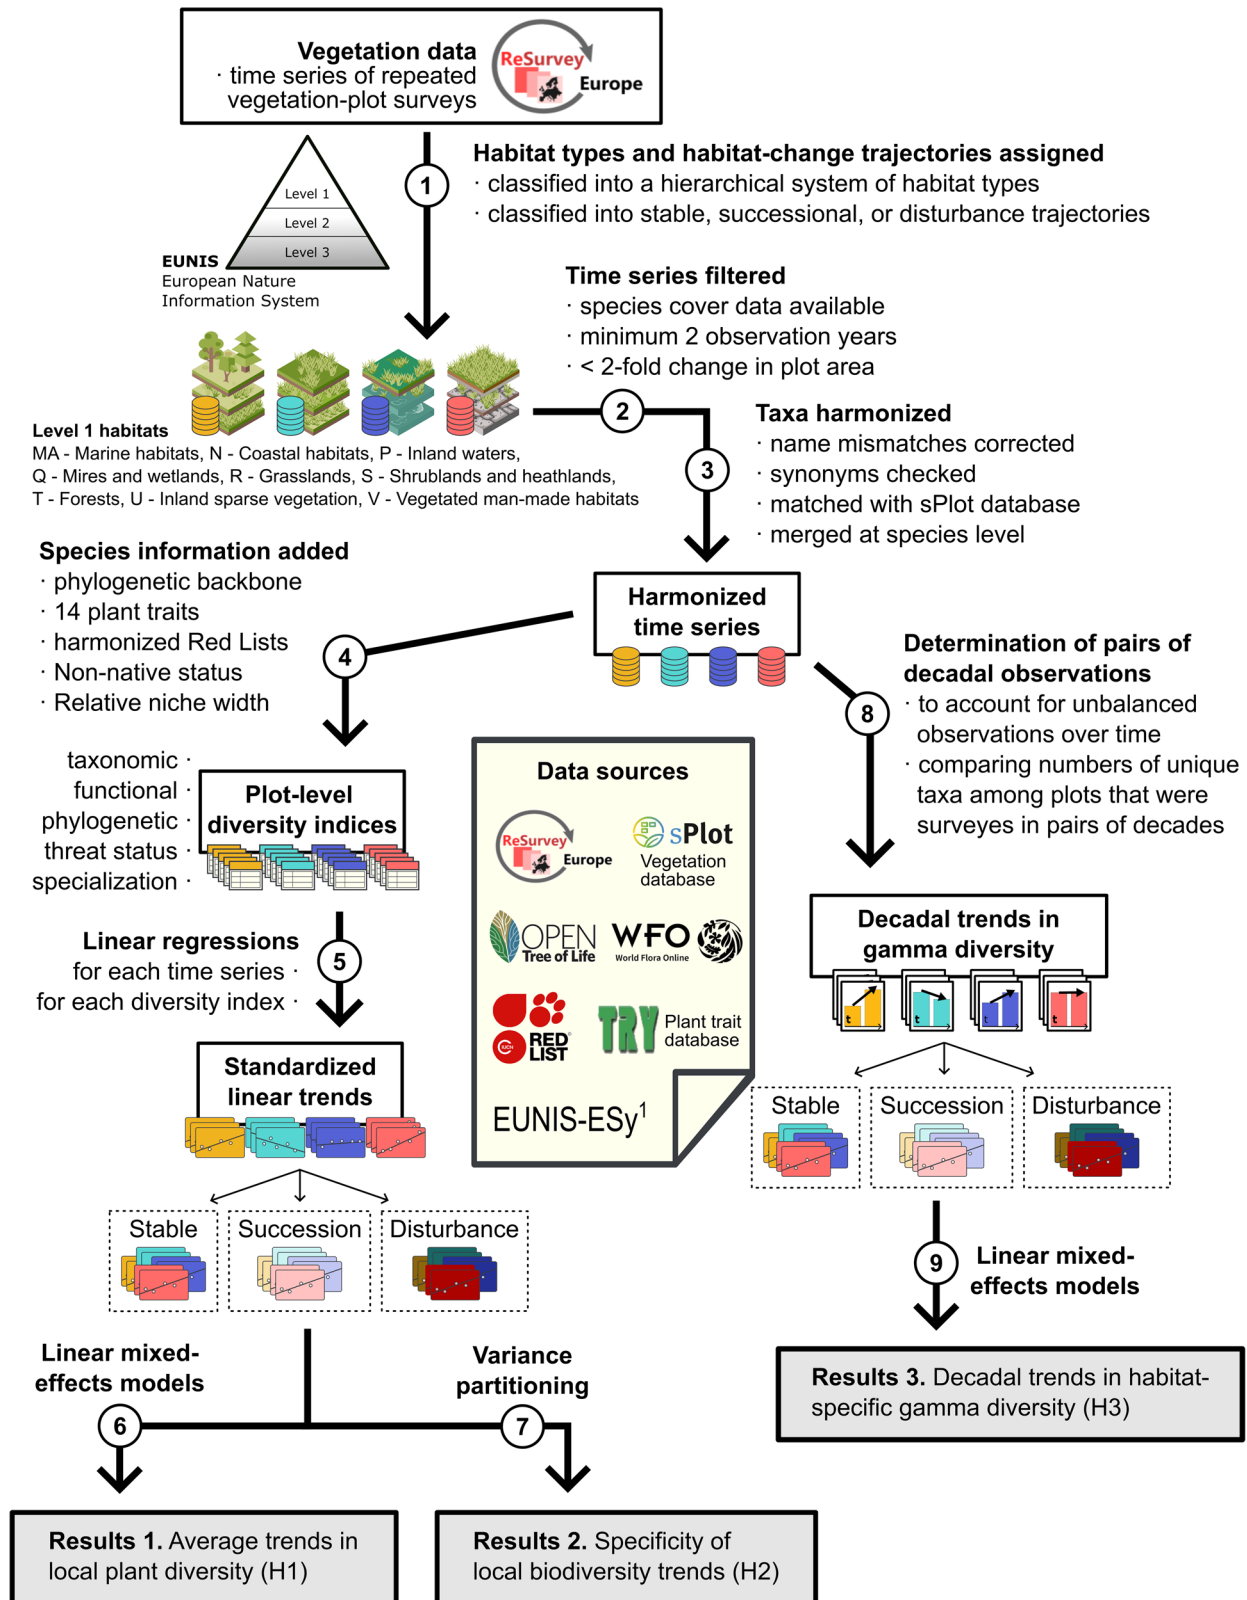 Vegetation data
· time series of repeated
vegetation-plot surveys
ReSurvey
Europe
1
Habitat types and habitat-change trajectories assigned
· classified into a hierarchical system of habitat types
· classified into stable, successional, or disturbance trajectories
Level 1
Level 2
Level 3
EUNIS
European Nature
Information System
Time series filtered
· species cover data available
· minimum 2 observation years
· < 2-fold change in plot area
2
Level 1 habitats
MA - Marine habitats, N - Coastal habitats, P - Inland waters,
Q - Mires and wetlands, R - Grasslands, S - Shrublands and heathlands,
T - Forests, U - Inland sparse vegetation, V - Vegetated man-made habitats
3
Taxa harmonized
· name mismatches corrected
· synonyms checked
· matched with sPlot database
· merged at species level
Species information added
· phylogenetic backbone
· 14 plant traits
· harmonized Red Lists
· Non-native status
· Relative niche width
4
Harmonized
time series
8
Determination of pairs of
decadal observations
· to account for unbalanced
observations over time
· comparing numbers of unique
taxa among plots that were
surveyes in pairs of decades
taxonomic ·
functional ·
phylogenetic ·
threat status ·
specialization ·
Plot-level
diversity indices
Data sources
ReSurvey
Europe
sPlot
Vegetation
database
OPEN
Tree of Life
WFO
World Flora Online
IUCN
RED
LIST
TRY
Plant trait
database
EUNIS-ESy1
Linear regressions
for each time series ·
for each diversity index ·
5
Decadal trends in
gamma diversity
t
t
t
t
Standardized
linear trends
Stable
Succession
Disturbance
Stable
Succession
Disturbance
9
Linear mixed-
effects models
Linear mixed-
effects models
6
Variance
partitioning
7
Results 3. Decadal trends in habitat-
specific gamma diversity (H3)
Results 1. Average trends in
local plant diversity (H1)
Results 2. Specificity of
local biodiversity trends (H2)